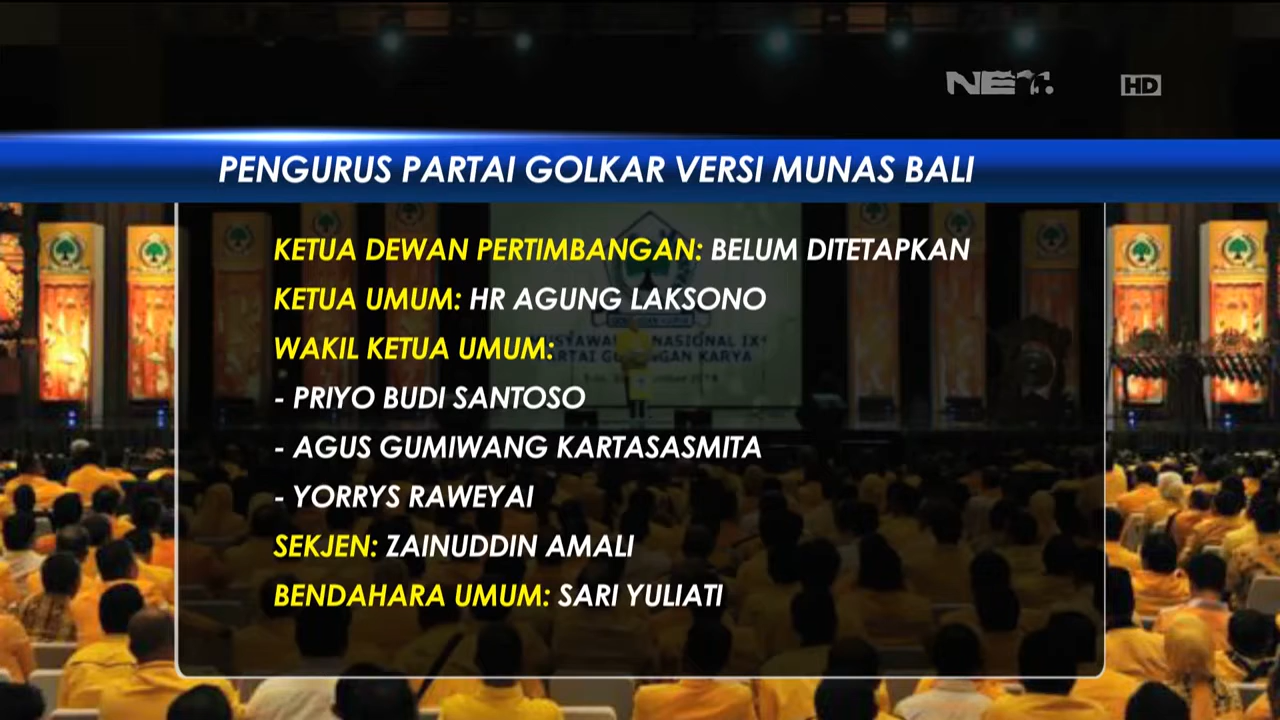 NET.
HD
PENGURUS PARTAI GOLKAR VERSI MUNAS BALI
KETUA DEWAN PERTIMBANGAN: BELUM DITETAPKAN
KETUA UMUM: HR AGUNG LAKSONO
WAKIL KETUA UMUM:
- PRIYO BUDI SANTOSO
- AGUS GUMIWANG KARTASASMITA
- YORRYS RAWEYAI
SEKJEN: ZAINUDDIN AMALI
BENDAHARA UMUM: SARI YULIATI